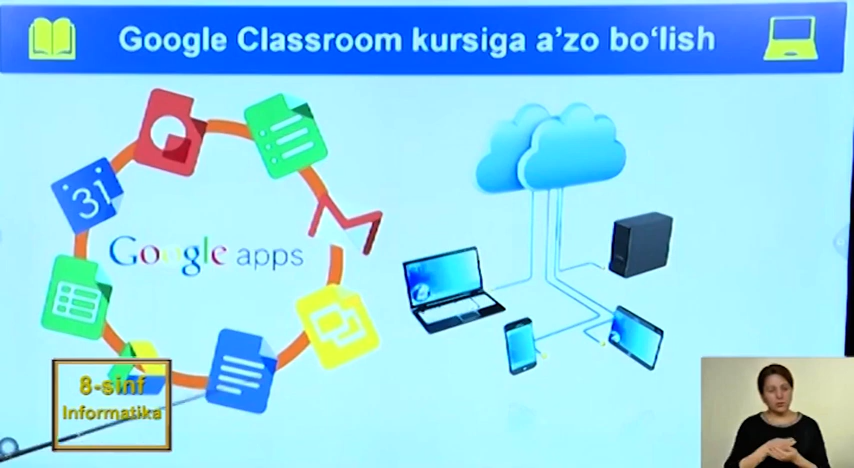 Google Classroom kursiga a’zo bo‘lish
31
Google apps
8-sinf
Informatika